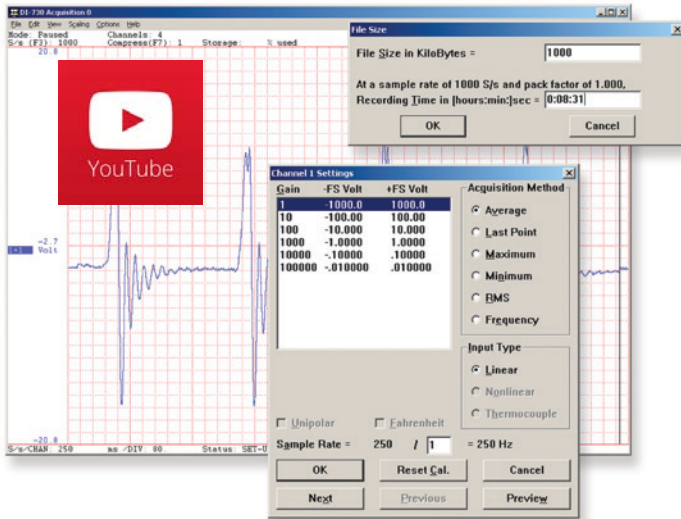 DI-730 Acquisition 0
File Edit View Scaling Options Help
Mode: Paused Channels: 4
S/s (F3): 1000 Compress(F7): 1 Storage: % used
20.8
YouTube
-2.7
1=1 Volt
-20.8
S/s/CHAN: 250 ms /DIV: 80. Status: SET-U
File Size
File Size in KiloBytes = 1000
At a sample rate of 1000 S/s and pack factor of 1.000,
Recording Time in [hours:min:]sec = 0:08:31
OK Cancel
Channel 1 Settings
Gain -FS Volt +FS Volt
1 -1000.0 1000.0
10 -100.00 100.00
100 -10.000 10.000
1000 -1.0000 1.0000
10000 -.10000 .10000
100000 -.010000 .010000
Acquisition Method
Average
Last Point
Maximum
Minimum
RMS
Frequency
Input Type
Linear
Nonlinear
Thermocouple
Unipolar Fahrenheit
Sample Rate = 250 / 1 = 250 Hz
OK Reset Cal. Cancel
Next Previous Preview